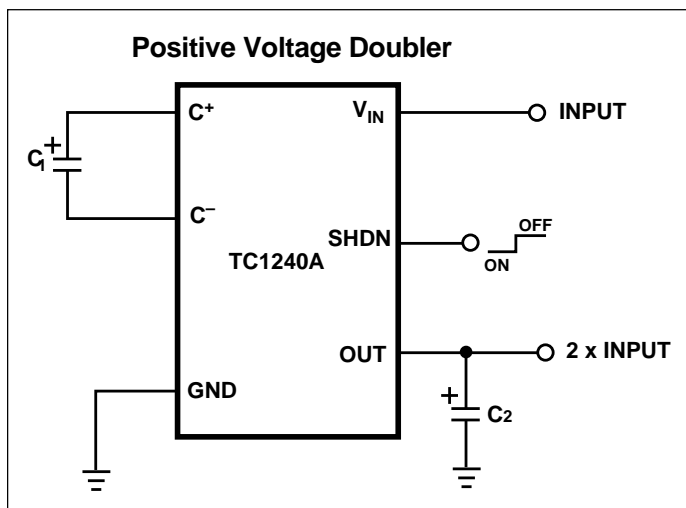 Positive Voltage Doubler
C+
VIN
INPUT
+
C1
C–
SHDN
OFF
ON
TC1240A
OUT
2 x INPUT
GND
+
C2